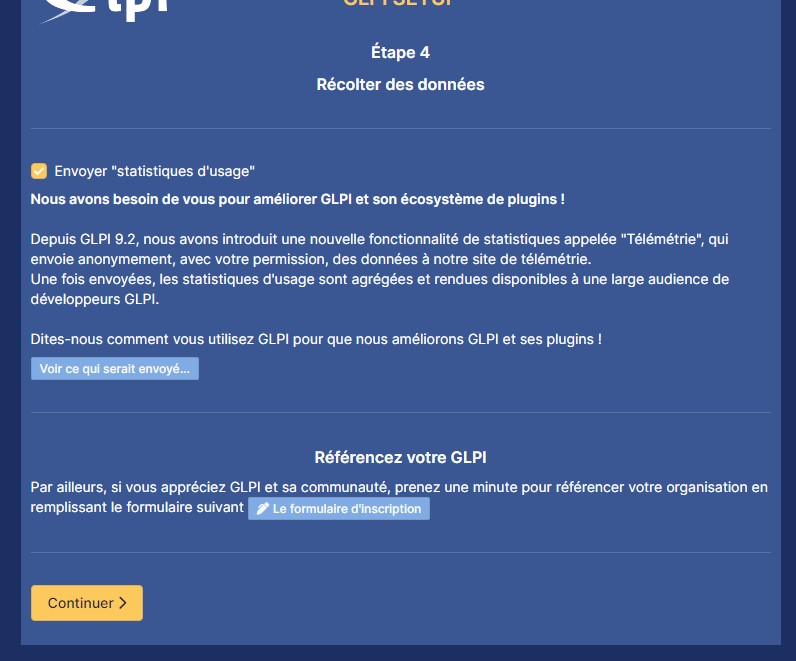 GLPI SETUP
Étape 4
Récolter des données
Envoyer "statistiques d'usage"
Nous avons besoin de vous pour améliorer GLPI et son écosystème de plugins !
Depuis GLPI 9.2, nous avons introduit une nouvelle fonctionnalité de statistiques appelée "Télémétrie", qui
envoie anonymement, avec votre permission, des données à notre site de télémétrie.
Une fois envoyées, les statistiques d'usage sont agrégées et rendues disponibles à une large audience de
développeurs GLPI.
Dites-nous comment vous utilisez GLPI pour que nous améliorons GLPI et ses plugins !
Voir ce qui serait envoyé...
Référencez votre GLPI
Par ailleurs, si vous appréciez GLPI et sa communauté, prenez une minute pour référencer votre organisation en
remplissant le formulaire suivant Le formulaire d'inscription
Continuer